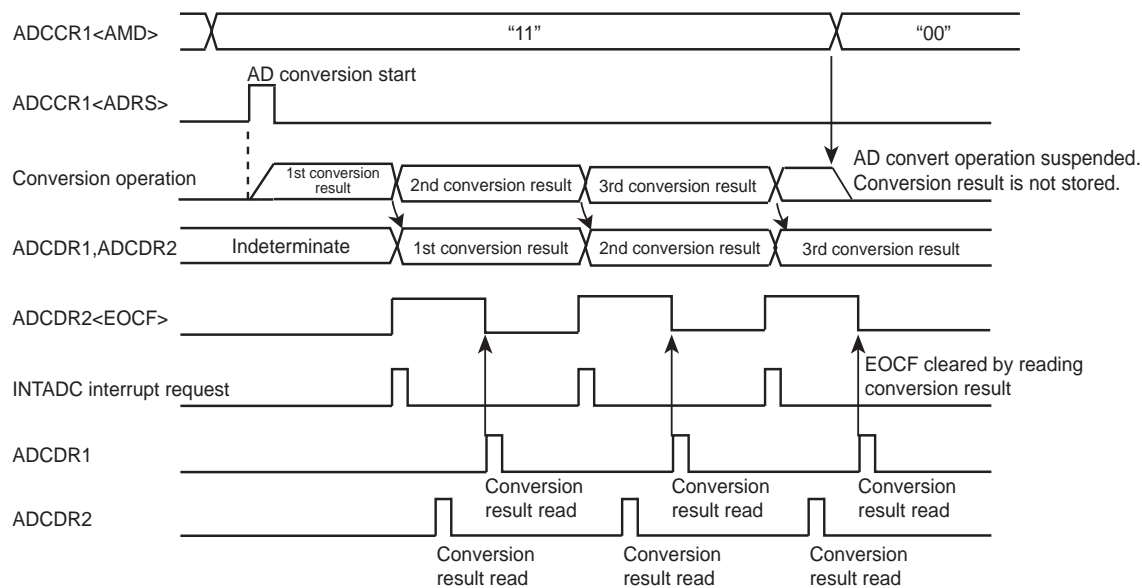 ADCCR1<AMD>
“11”
“00”
AD conversion start
ADCCR1<ADRS>
Conversion operation
1st conversion
result
2nd conversion result
3rd conversion result
AD convert operation suspended.
Conversion result is not stored.
ADCDR1,ADCDR2
Indeterminate
1st conversion result
2nd conversion result
3rd conversion result
ADCDR2<EOCF>
EOCF cleared by reading
conversion result
INTADC interrupt request
ADCDR1
Conversion
result read
Conversion
result read
Conversion
result read
ADCDR2
Conversion
result read
Conversion
result read
Conversion
result read